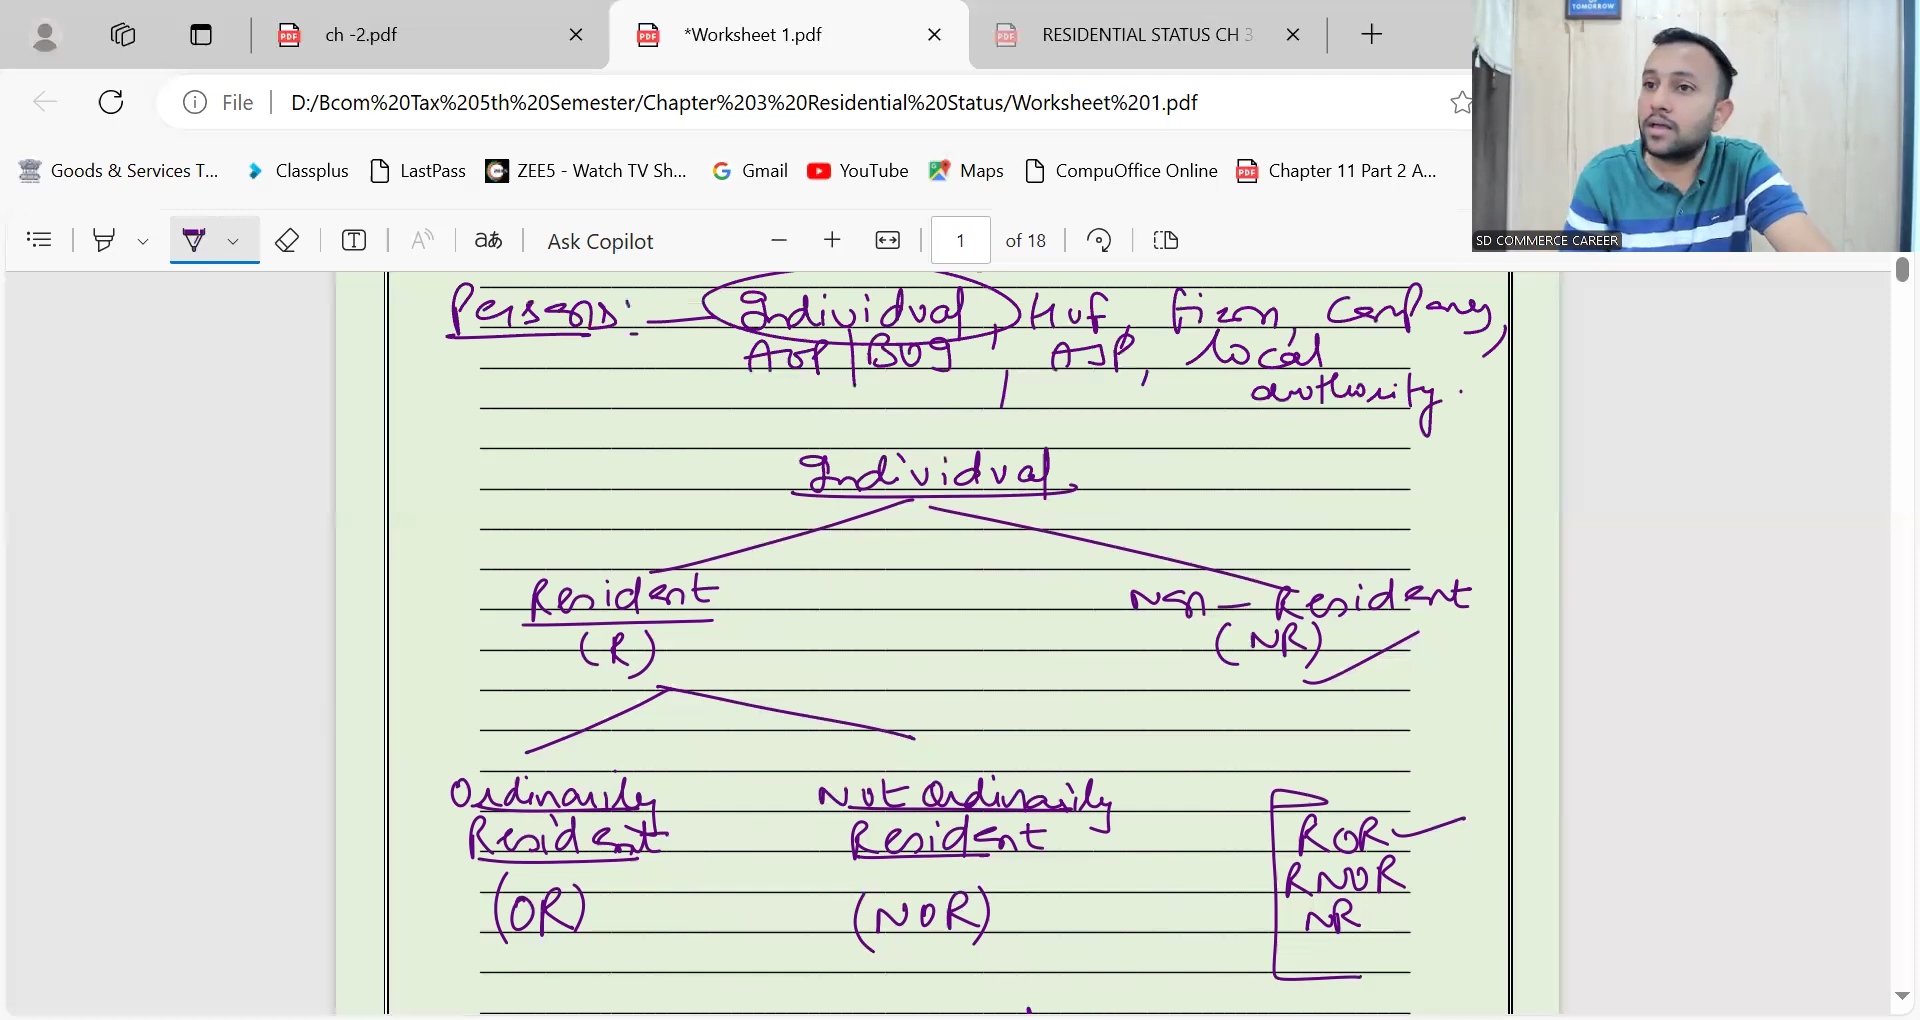 OF TOMORROW
ch -2.pdf
*Worksheet 1.pdf
RESIDENTIAL STATUS CH 3
File
D:/Bcom%20Tax%205th%20Semester/Chapter%203%20Residential%20Status/Worksheet%201.pdf
Goods & Services T...
Classplus
LastPass
ZEE5 - Watch TV Sh...
Gmail
YouTube
Maps
CompuOffice Online
Chapter 11 Part 2 A...
Ask Copilot
1 of 18
SD COMMERCE CAREER
Persons: — Individual, HUF, Firm, Company,
AOP|BOI, AJP, local
authority.
Individual
Resident
Non - Resident
(R)
(NR)
Ordinarily
Not Ordinarily
Resident
Resident
(OR)
(NOR)
ROR
RNOR
NR